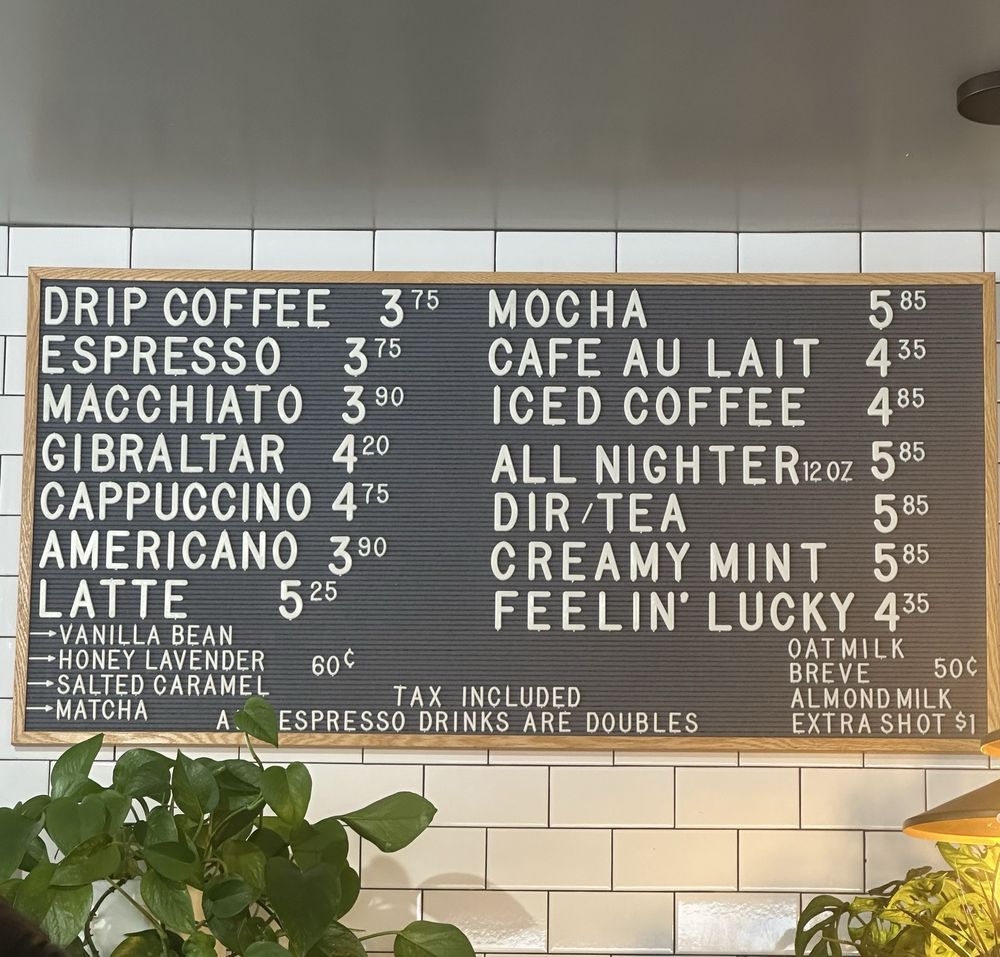 DRIP COFFEE 3 75
ESPRESSO 3 75
MACCHIATO 3 90
GIBRALTAR 4 20
CAPPUCCINO 4 75
AMERICANO 3 90
LATTE 5 25
→VANILLA BEAN
→HONEY LAVENDER 60¢
→SALTED CARAMEL
→MATCHA
MOCHA 5 85
CAFE AU LAIT 4 35
ICED COFFEE 4 85
ALL NIGHTER 12 OZ 5 85
DIR/TEA 5 85
CREAMY MINT 5 85
FEELIN' LUCKY 4 35
OAT MILK
BREVE 50¢
ALMOND MILK
EXTRA SHOT $1
TAX INCLUDED
ESPRESSO DRINKS ARE DOUBLES